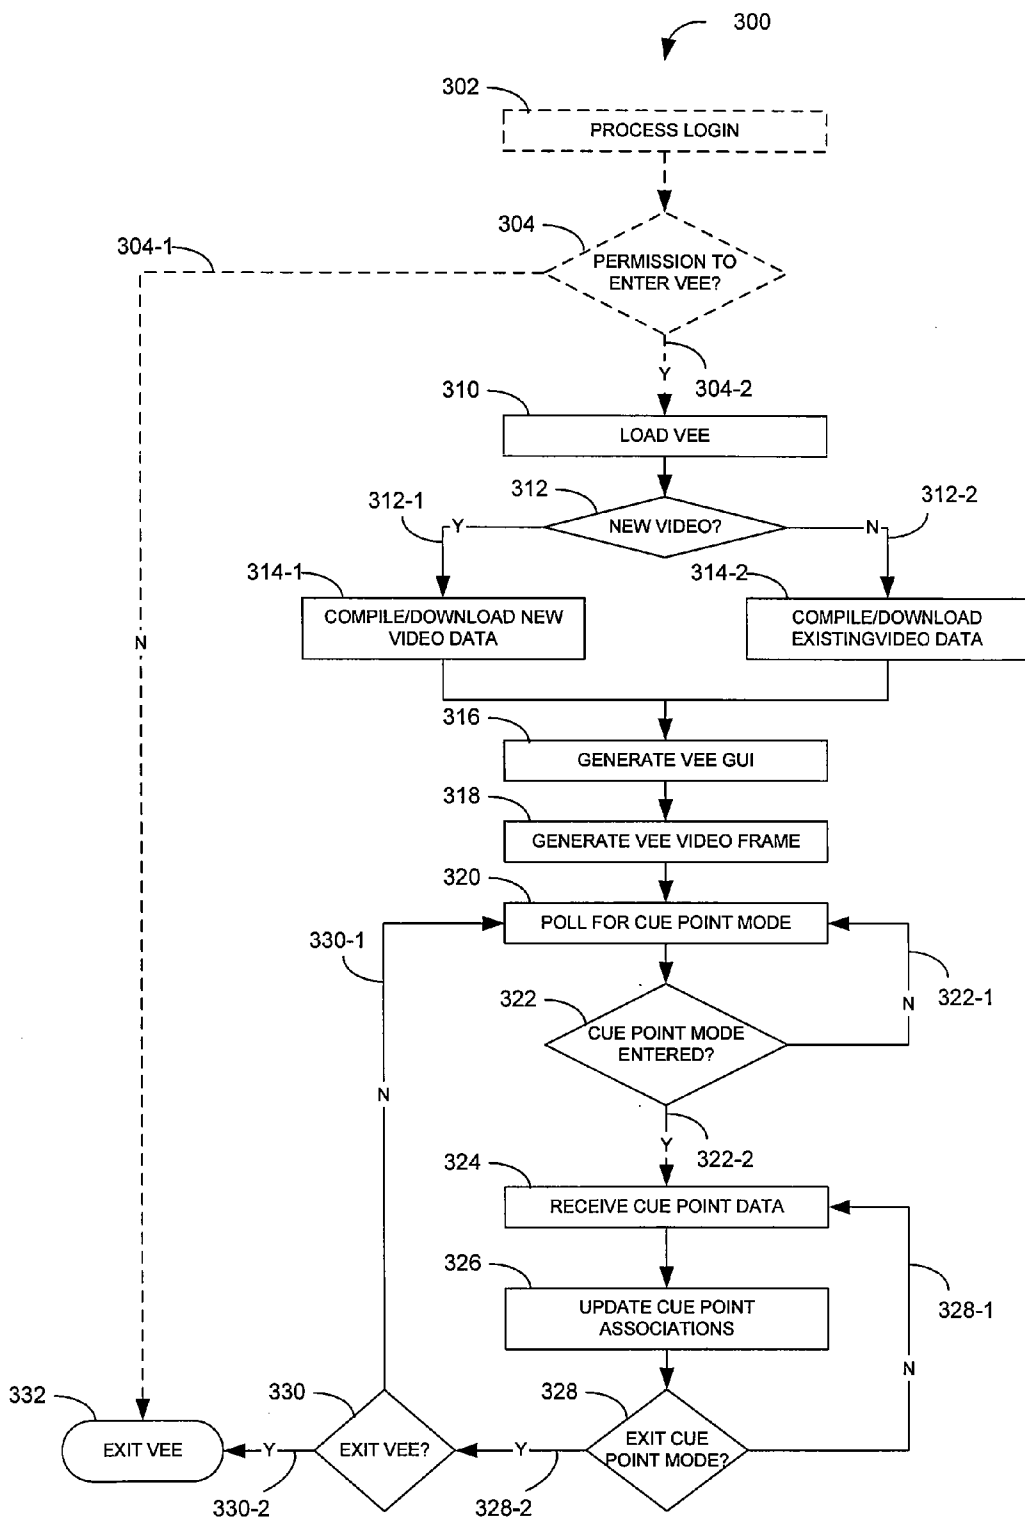 300
302
PROCESS LOGIN
304
304-1
PERMISSION TO
ENTER VEE?
Y
304-2
310
LOAD VEE
312-1
312
312-2
Y
NEW VIDEO?
N
314-1
314-2
COMPILE/DOWNLOAD NEW
VIDEO DATA
COMPILE/DOWNLOAD
EXISTINGVIDEO DATA
N
316
GENERATE VEE GUI
318
GENERATE VEE VIDEO FRAME
320
POLL FOR CUE POINT MODE
330-1
322
322-1
N
CUE POINT MODE
ENTERED?
N
Y
322-2
324
RECEIVE CUE POINT DATA
326
UPDATE CUE POINT
ASSOCIATIONS
328-1
N
332
330
328
EXIT VEE
Y
EXIT VEE?
Y
EXIT CUE
POINT MODE?
330-2
328-2